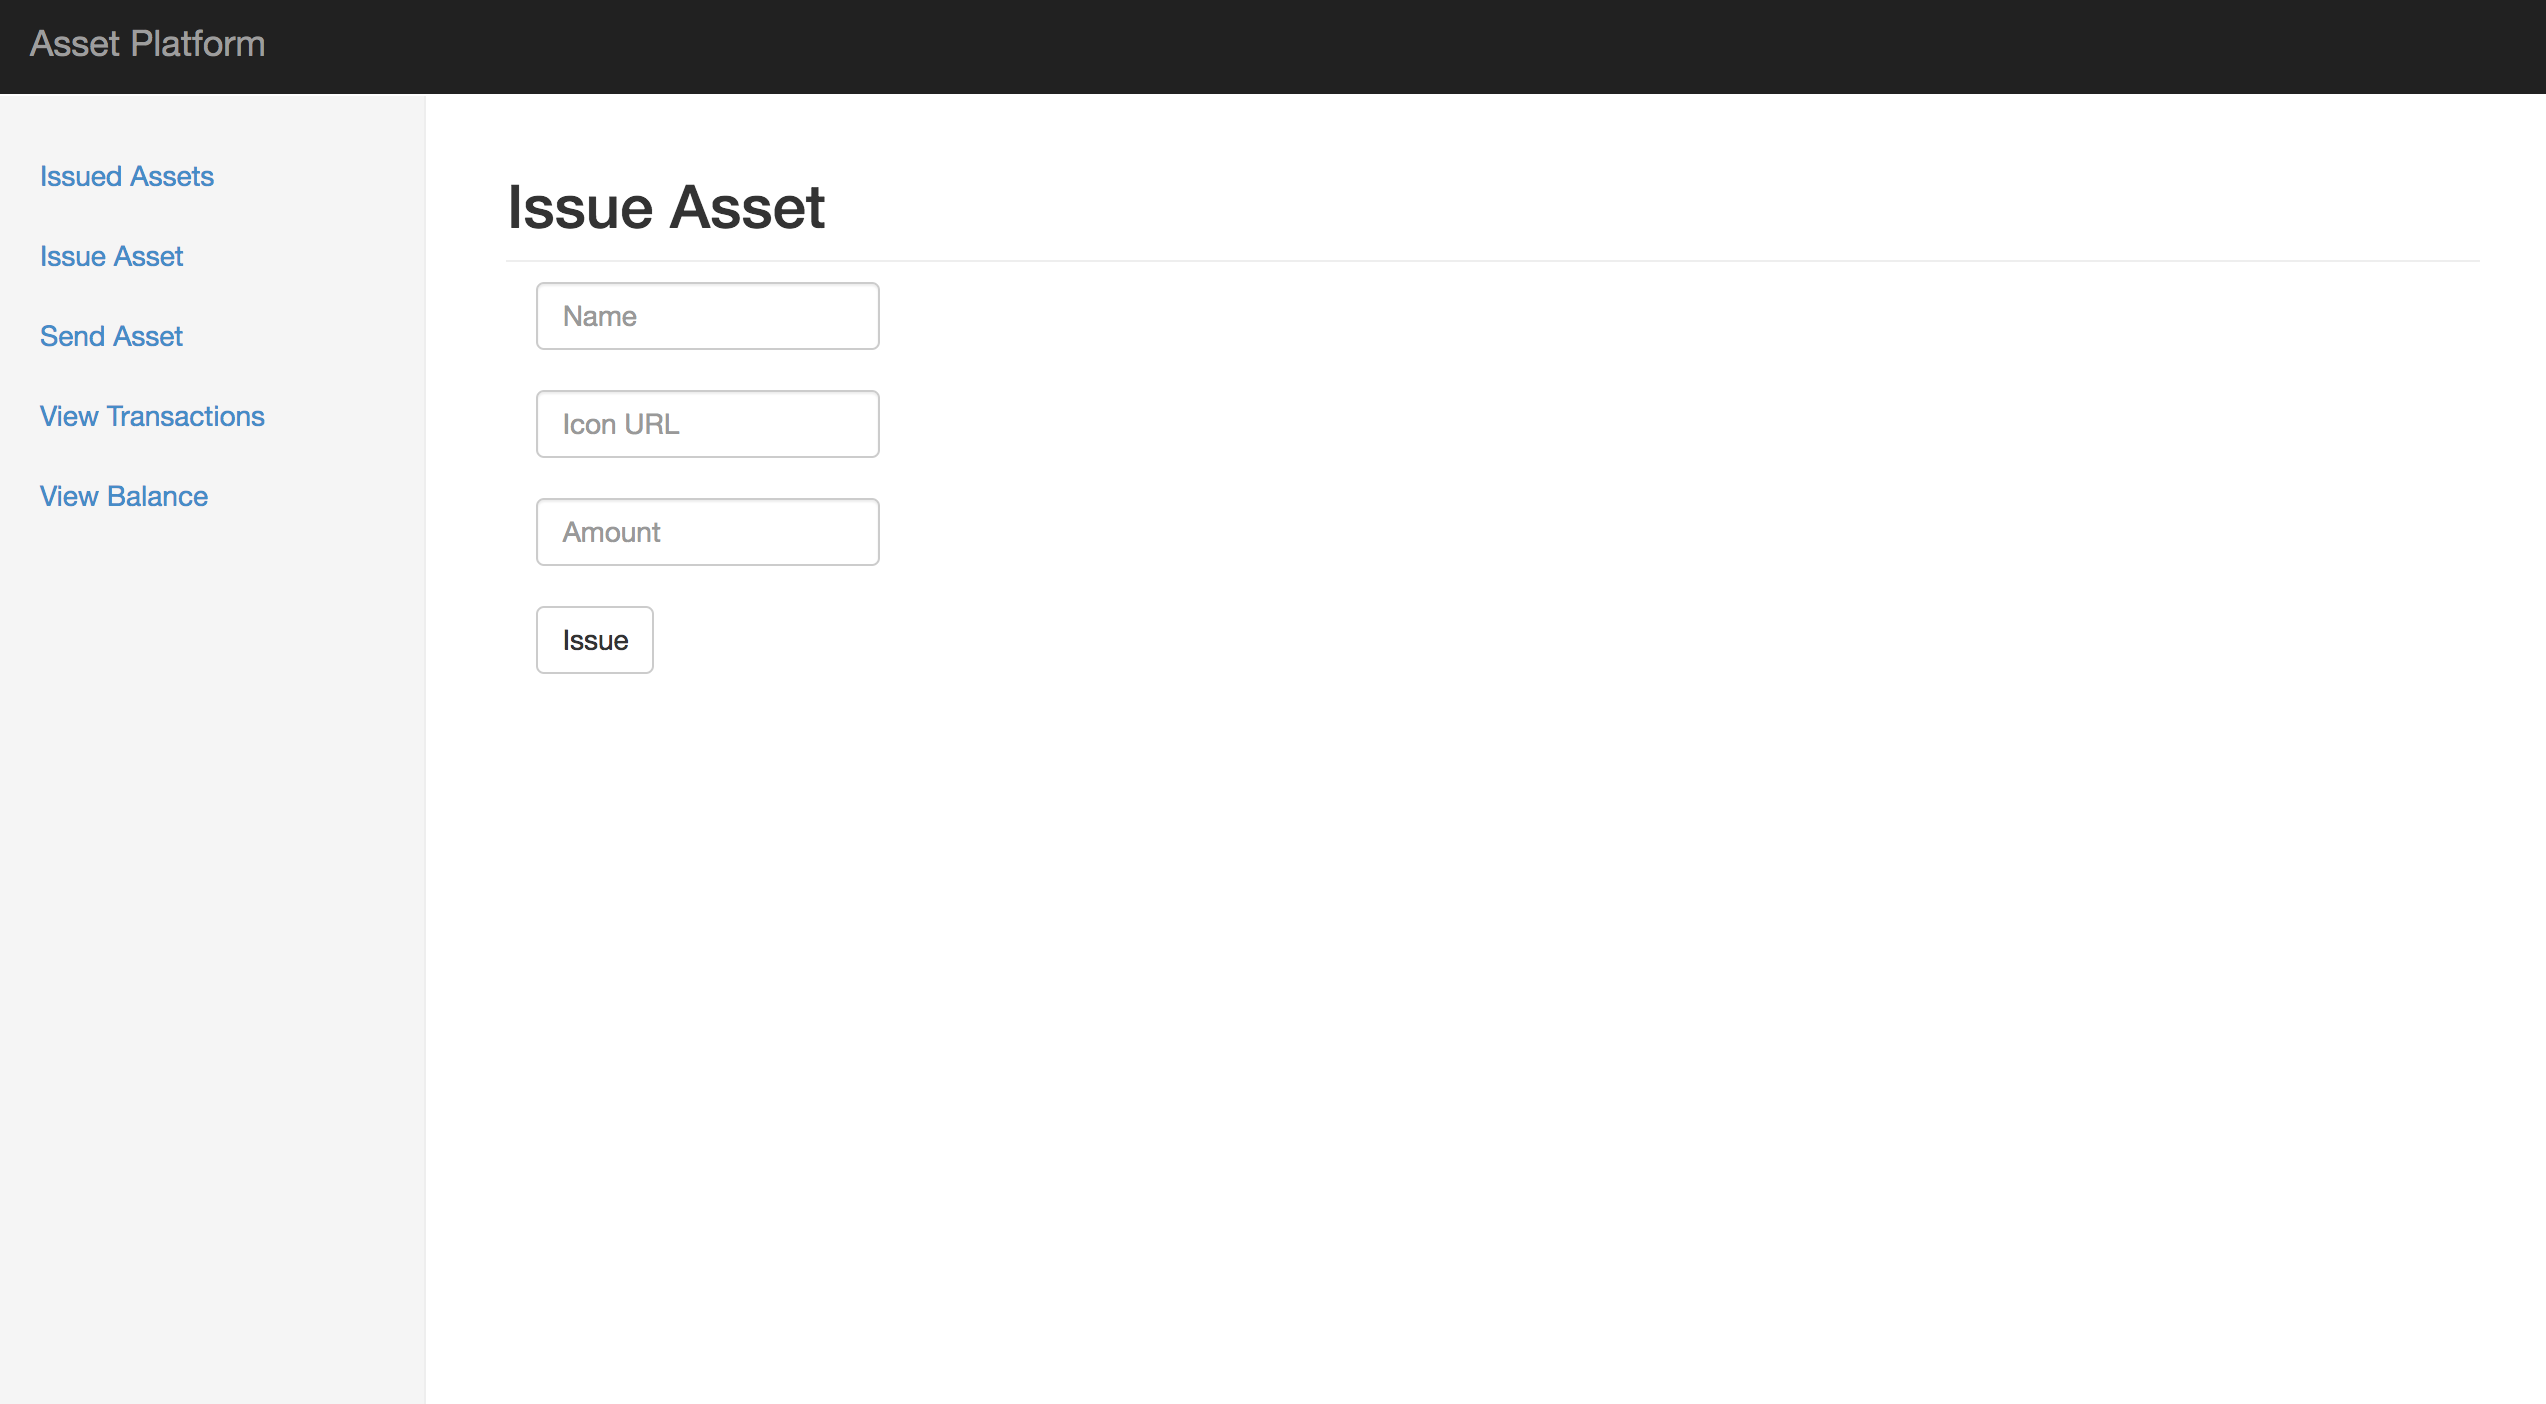 Asset Platform
Issued Assets
Issue Asset
Send Asset
View Transactions
View Balance
Issue Asset
Name
Icon URL
Amount
Issue